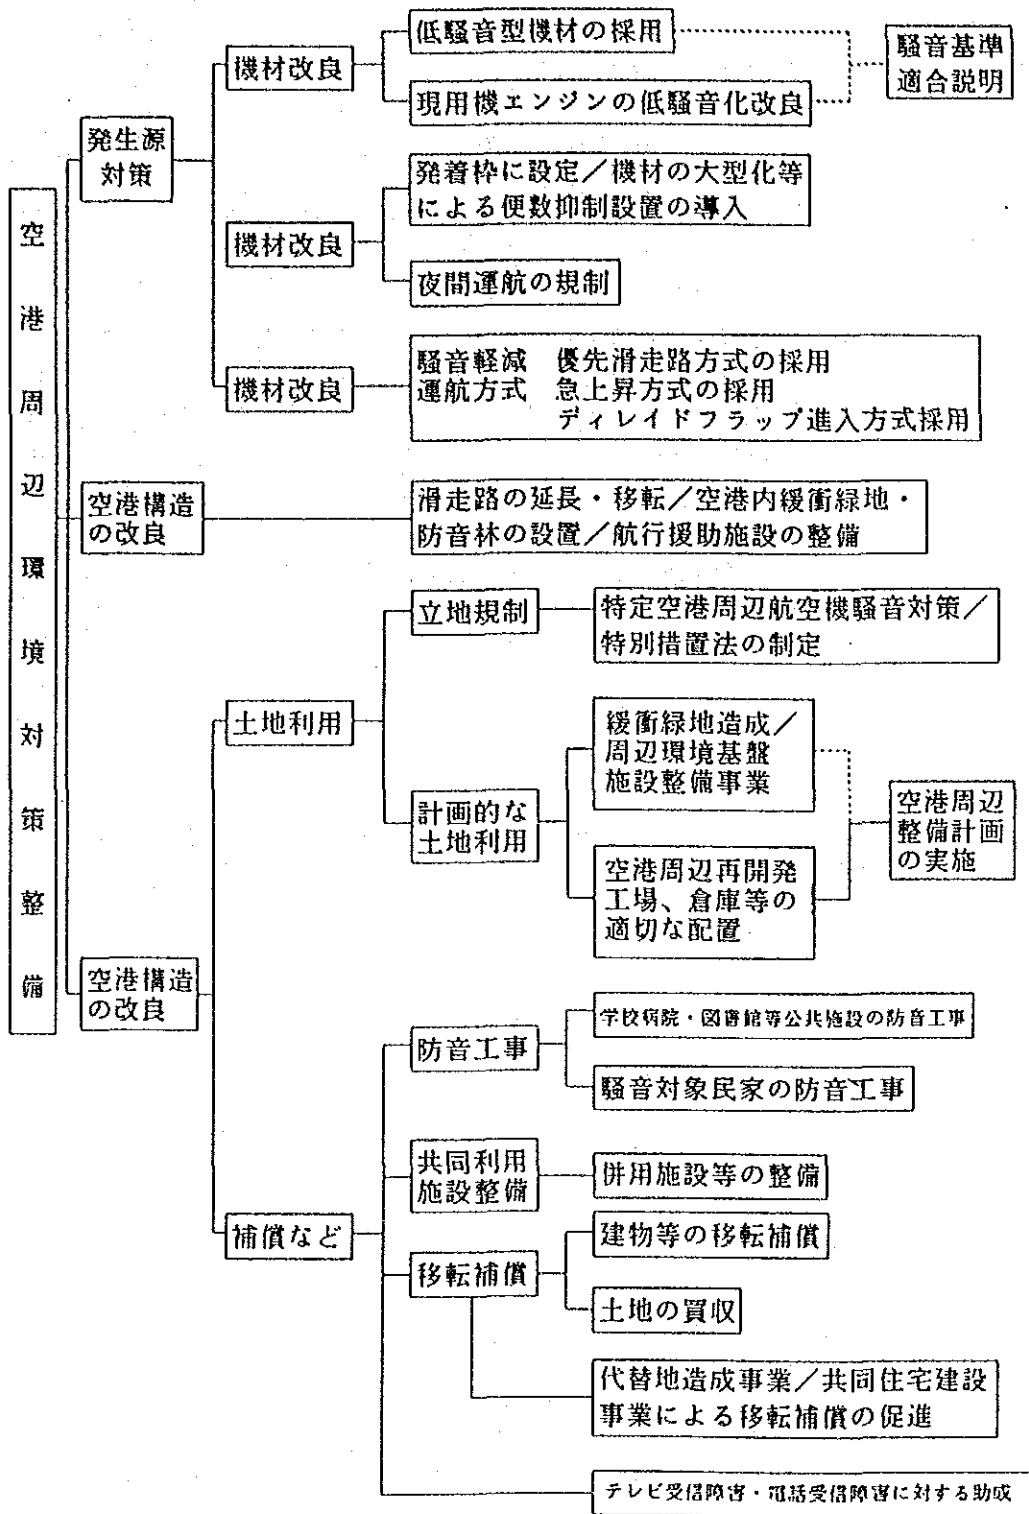 空港周辺環境対策整備
発生源
対策
機材改良
低騒音型機材の採用
現用機エンジンの低騒音化改良
騒音基準
適合説明
機材改良
発着枠に設定／機材の大型化等
による便数抑制設置の導入
夜間運航の規制
機材改良
騒音軽減 優先滑走路方式の採用
運航方式 急上昇方式の採用
ディレイドフラップ進入方式採用
空港構造
の改良
滑走路の延長・移転／空港内緩衝緑地・
防音林の設置／航行援助施設の整備
空港構造
の改良
土地利用
立地規制
特定空港周辺航空機騒音対策／
特別措置法の制定
計画的な
土地利用
緩衝緑地造成／
周辺環境基盤
施設整備事業
空港周辺再開発
工場、倉庫等の
適切な配置
空港周辺
整備計画
の実施
補償など
防音工事
学校病院・図書館等公共施設の防音工事
騒音対象民家の防音工事
共同利用
施設整備
併用施設等の整備
移転補償
建物等の移転補償
土地の買収
代替地造成事業／共同住宅建設
事業による移転補償の促進
テレビ受信障害・電話受信障害に対する助成